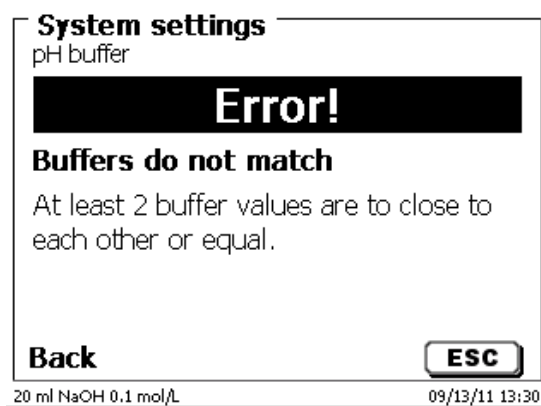 System settings
pH buffer
Error!
Buffers do not match
At least 2 buffer values are to close to
each other or equal.
Back ESC
20 ml NaOH 0.1 mol/L 09/13/11 13:30